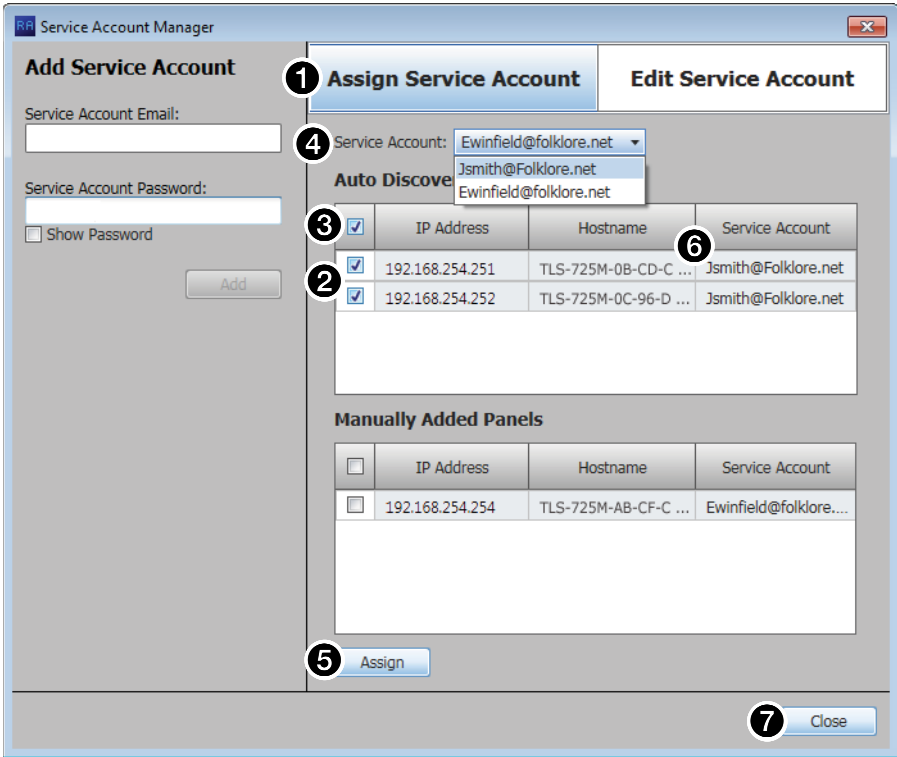 RA Service Account Manager
Add Service Account
Service Account Email:
Service Account Password:
Show Password
Add
1 Assign Service Account
Edit Service Account
4 Service Account: Ewinfield@folklore.net
Jsmith@Folklore.net
Ewinfield@folklore.net
Auto Discove
3 IP Address Hostname 6 Service Account
192.168.254.251 TLS-725M-0B-CD-C ... Jsmith@Folklore.net
2
192.168.254.252 TLS-725M-0C-96-D ... Jsmith@Folklore.net
Manually Added Panels
IP Address Hostname Service Account
192.168.254.254 TLS-725M-AB-CF-C ... Ewinfield@folklore....
5 Assign
7 Close